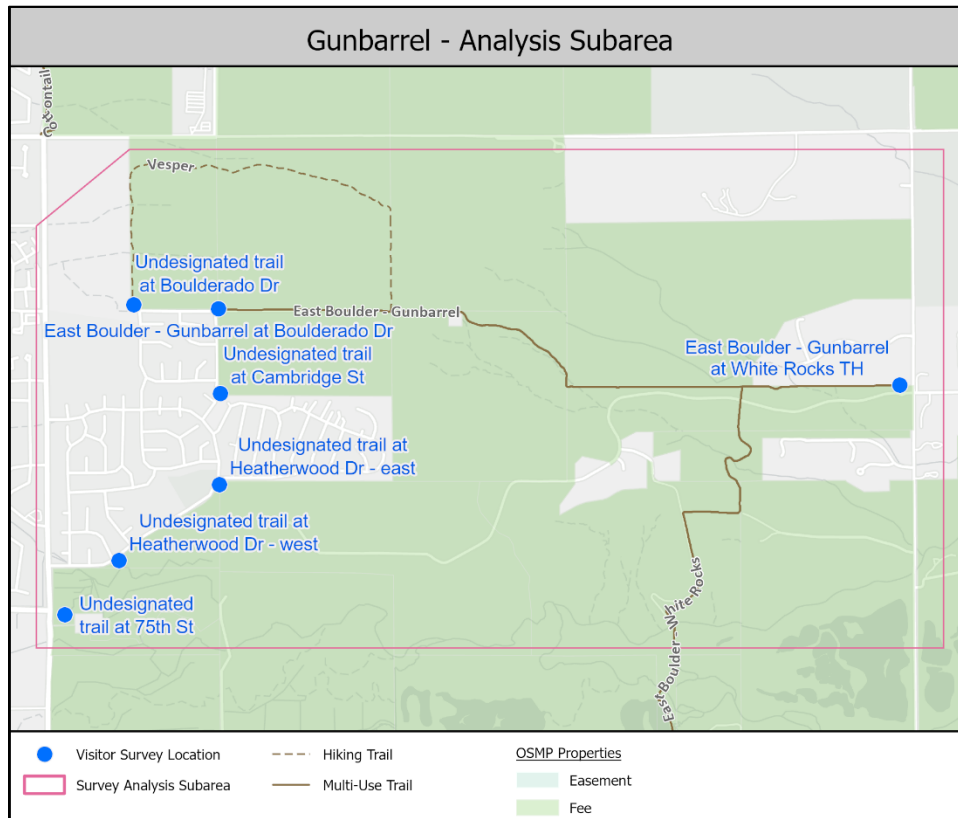 Gunbarrel - Analysis Subarea
Vesper
Undesignated trail
at Boulderado Dr
East Boulder - Gunbarrel
East Boulder - Gunbarrel at Boulderado Dr
Undesignated trail
at Cambridge St
East Boulder - Gunbarrel
at White Rocks TH
Undesignated trail at
Heatherwood Dr - east
Undesignated trail at
Heatherwood Dr - west
Undesignated
trail at 75th St
East Boulder - White Rocks
Visitor Survey Location
Hiking Trail
OSMP Properties
Survey Analysis Subarea
Multi-Use Trail
Easement
Fee